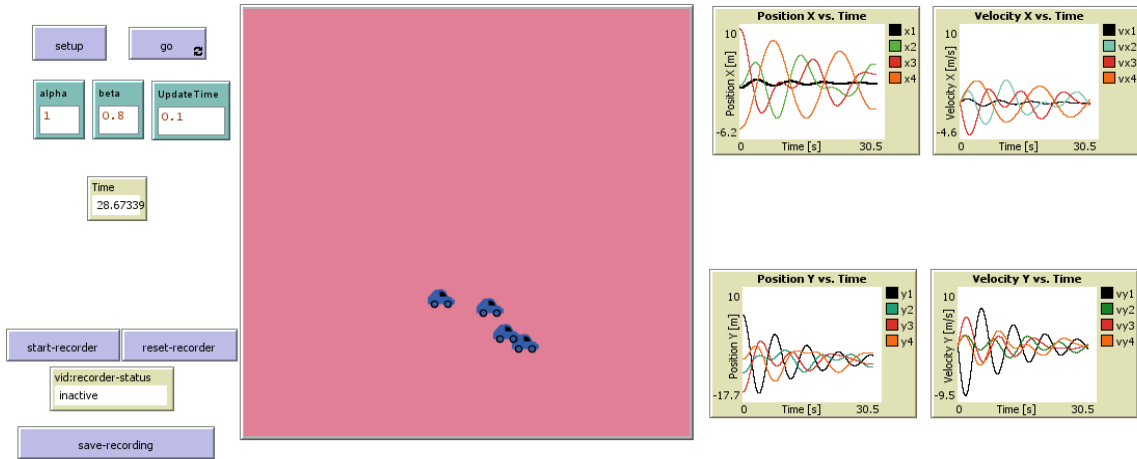 setup
go
alpha
1
beta
0.8
UpdateTime
0.1
Time
28.67339
start-recorder
reset-recorder
vid:recorder-status
inactive
save-recording
Position X vs. Time
10
Position X [m]
-6.2
0
Time [s]
30.5
x1
x2
x3
x4
Velocity X vs. Time
10
Velocity X [m/s]
-4.6
0
Time [s]
30.5
vx1
vx2
vx3
vx4
Position Y vs. Time
10
Position Y [m]
-17.7
0
Time [s]
30.5
y1
y2
y3
y4
Velocity Y vs. Time
10
Velocity Y [m/s]
-9.5
0
Time [s]
30.5
vy1
vy2
vy3
vy4